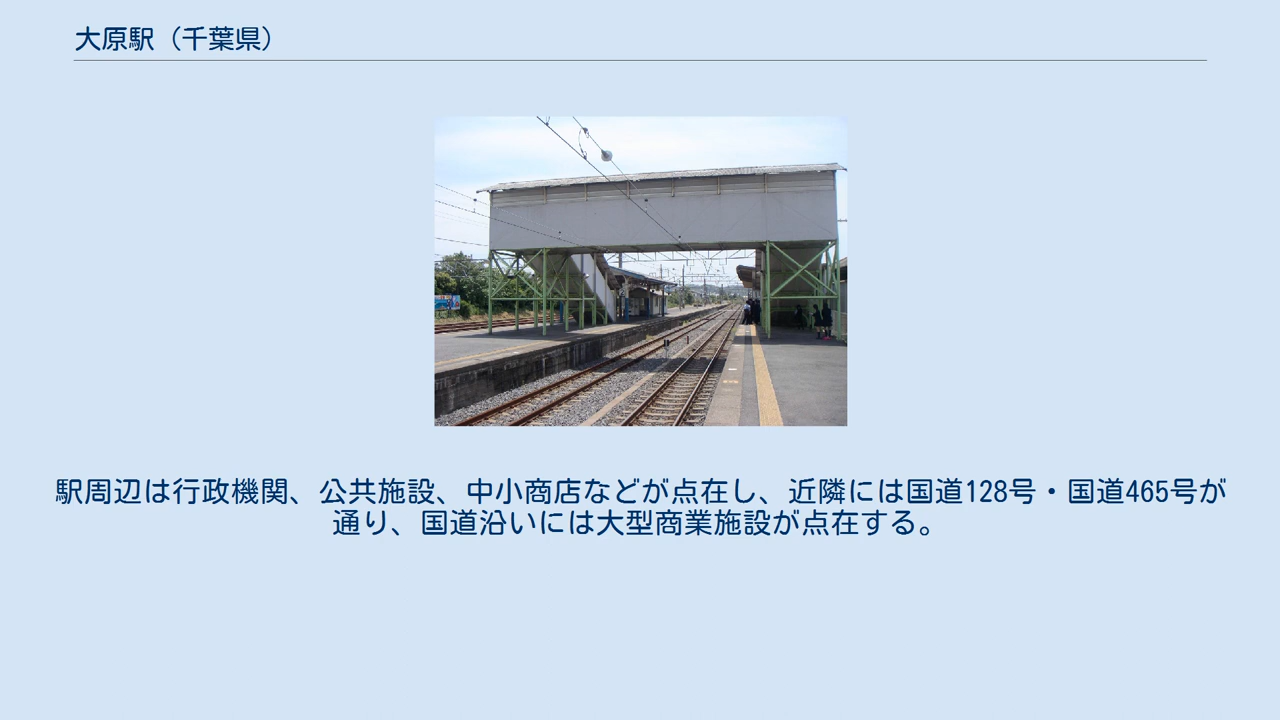 大原駅（千葉県）
駅周辺は行政機関、公共施設、中小商店などが点在し、近隣には国道128号・国道465号が
通り、国道沿いには大型商業施設が点在する。